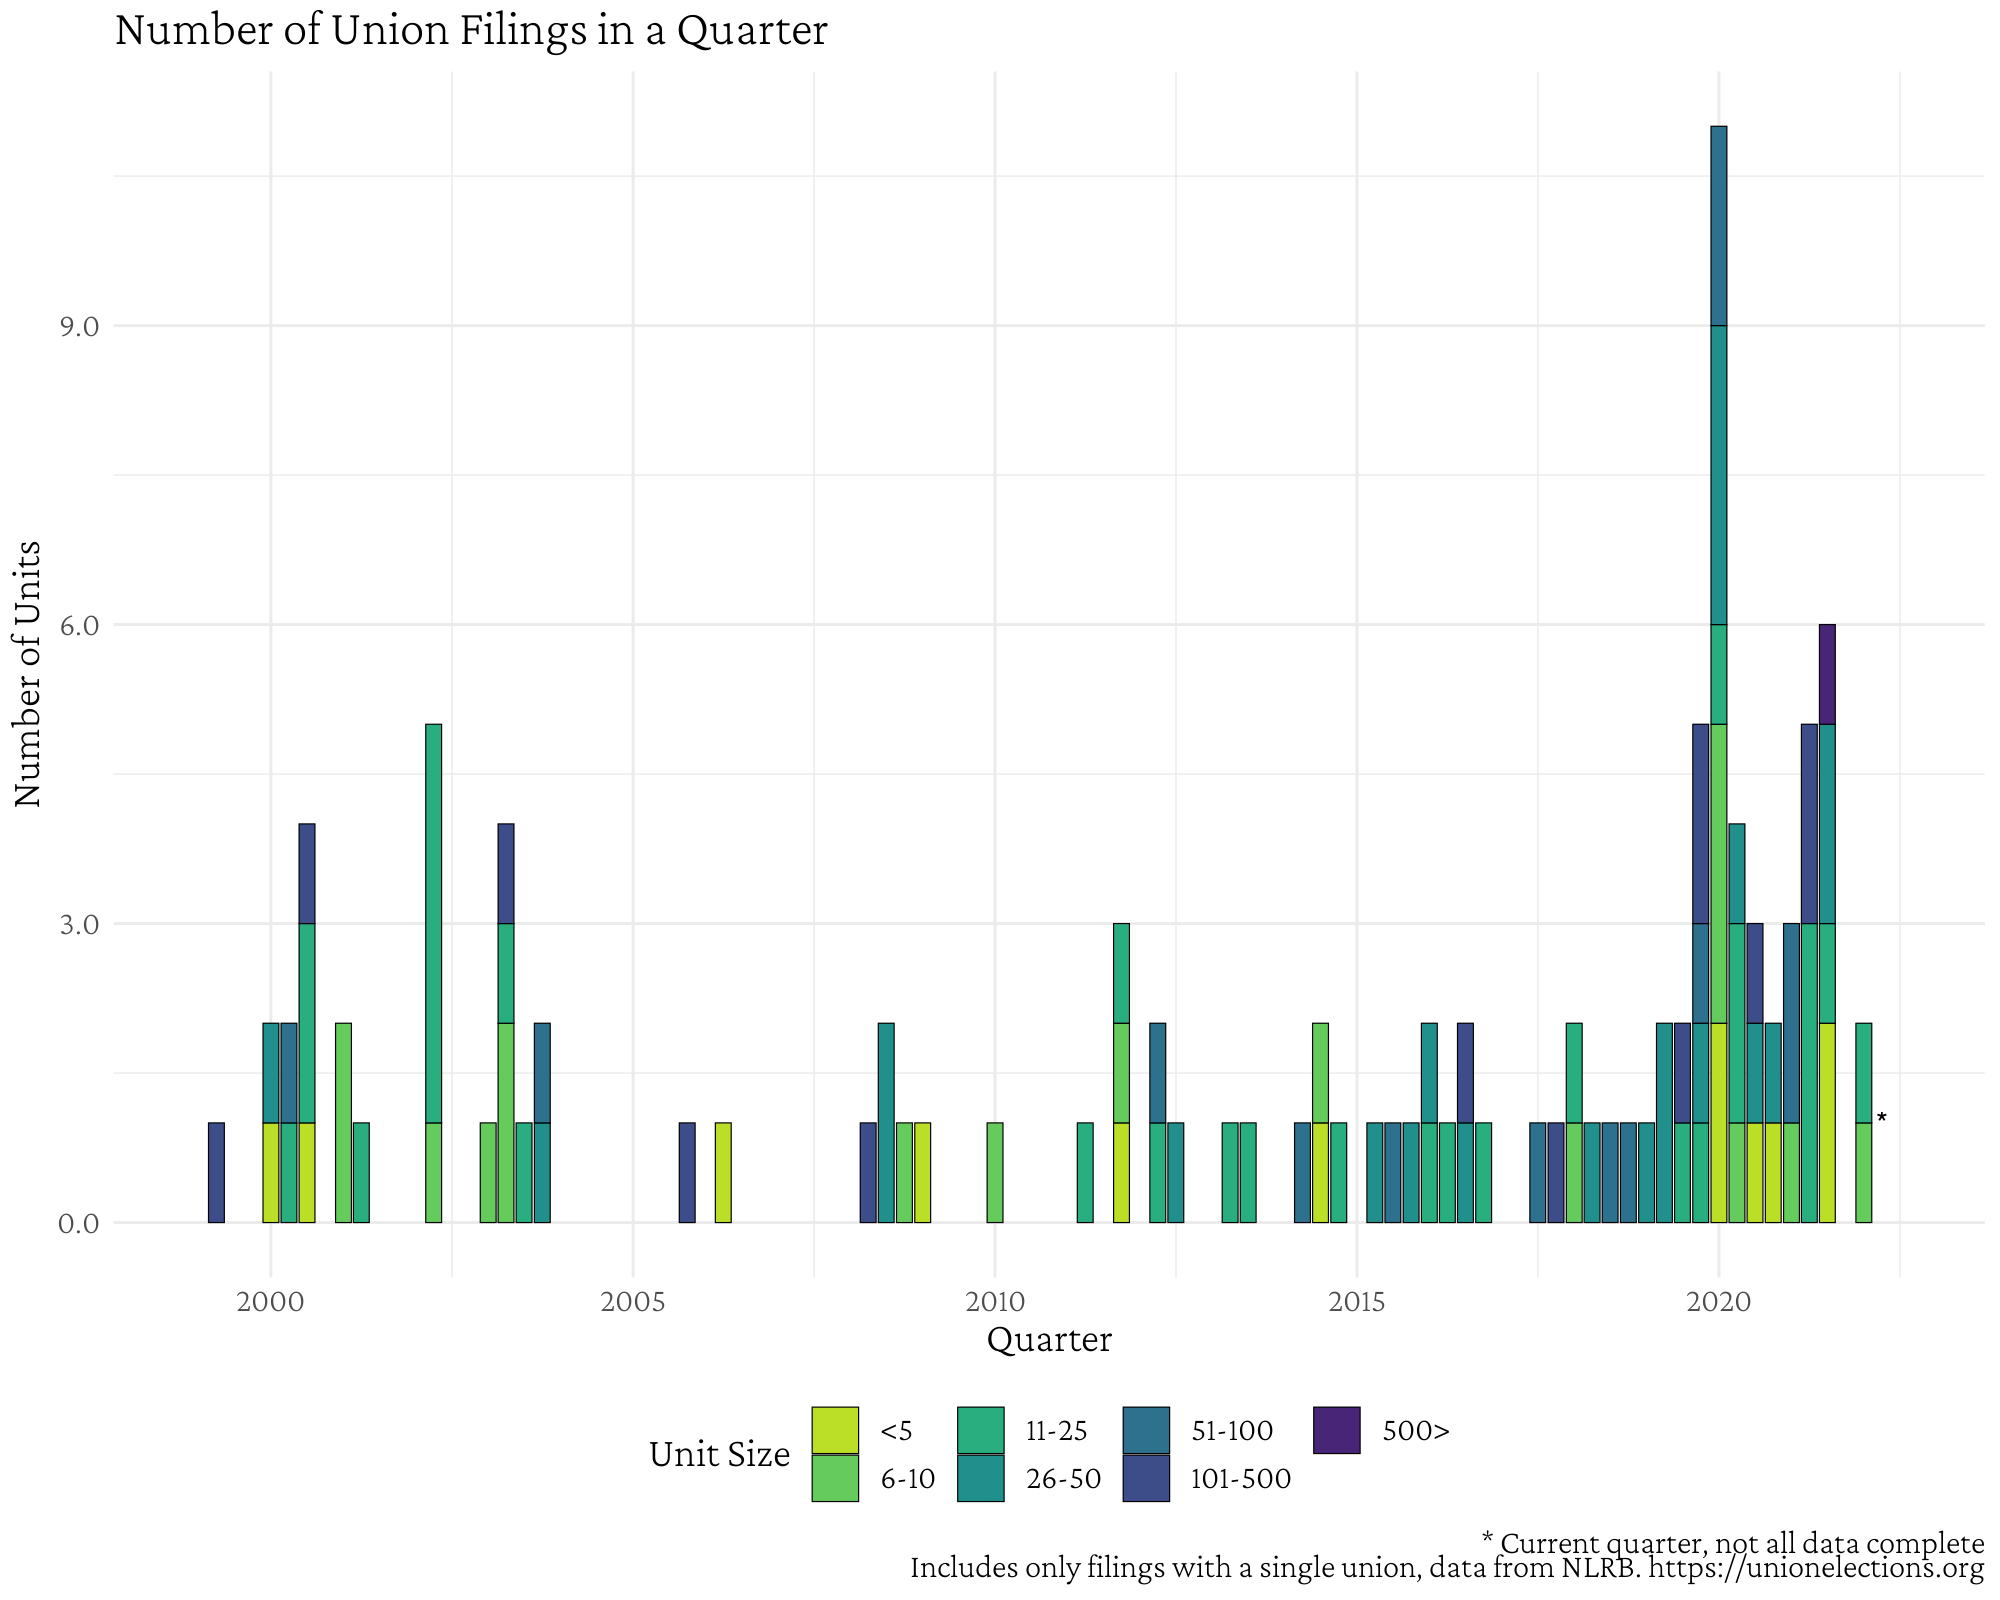 Number of Union Filings in a Quarter
Number of Units
9.0
6.0
3.0
0.0
*
2000 2005 2010 2015 2020
Quarter
Unit Size
<5 11-25 51-100 500>
6-10 26-50 101-500
* Current quarter, not all data complete
Includes only filings with a single union, data from NLRB. https://unionelections.org